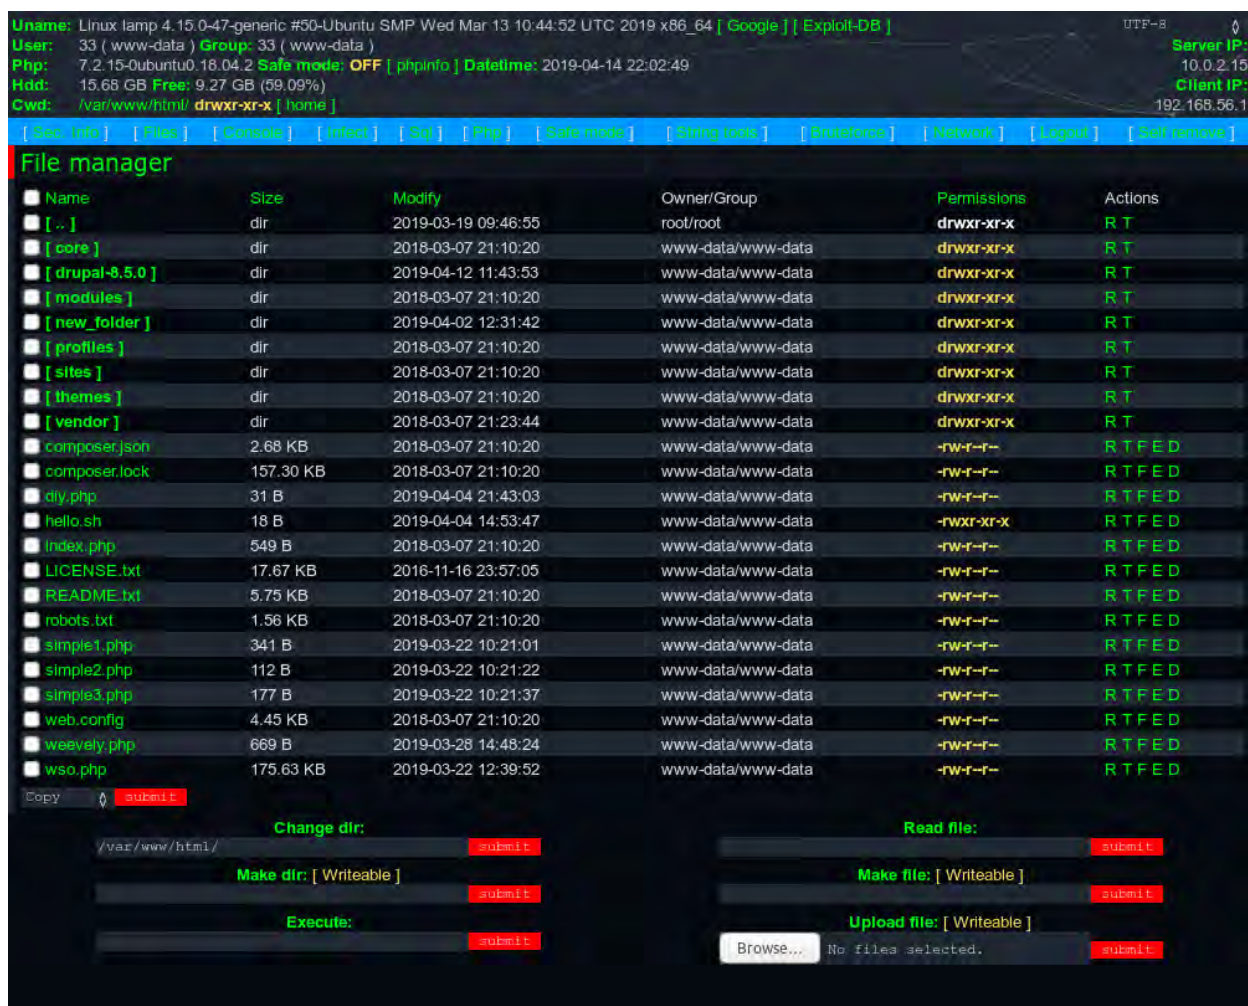 Uname: Linux lamp 4.15.0-47-generic #50-Ubuntu SMP Wed Mar 13 10:44:52 UTC 2019 x86_64 [ Google ] [ Exploit-DB ] UTF-8
User: 33 ( www-data ) Group: 33 ( www-data ) Server IP:
Php: 7.2.15-0ubuntu0.18.04.2 Safe mode: OFF [ phpinfo ] Datetime: 2019-04-14 22:02:49 10.0.2.15
Hdd: 15.68 GB Free: 9.27 GB (59.09%) Client IP:
Cwd: /var/www/html/ drwxr-xr-x [ home ] 192.168.56.1
[ Sec. Info ] [ Files ] [ Console ] [ Infect ] [ Sql ] [ Php ] [ Safe mode ] [ String tools ] [ Bruteforce ] [ Network ] [ Logout ] [ Self remove ]
File manager
Name Size Modify Owner/Group Permissions Actions
[ .. ] dir 2019-03-19 09:46:55 root/root drwxr-xr-x R T
[ core ] dir 2018-03-07 21:10:20 www-data/www-data drwxr-xr-x R T
[ drupal-8.5.0 ] dir 2019-04-12 11:43:53 www-data/www-data drwxr-xr-x R T
[ modules ] dir 2018-03-07 21:10:20 www-data/www-data drwxr-xr-x R T
[ new_folder ] dir 2019-04-02 12:31:42 www-data/www-data drwxr-xr-x R T
[ profiles ] dir 2018-03-07 21:10:20 www-data/www-data drwxr-xr-x R T
[ sites ] dir 2018-03-07 21:10:20 www-data/www-data drwxr-xr-x R T
[ themes ] dir 2018-03-07 21:10:20 www-data/www-data drwxr-xr-x R T
[ vendor ] dir 2018-03-07 21:23:44 www-data/www-data drwxr-xr-x R T
composer.json 2.68 KB 2018-03-07 21:10:20 www-data/www-data -rw-r--r-- R T F E D
composer.lock 157.30 KB 2018-03-07 21:10:20 www-data/www-data -rw-r--r-- R T F E D
diy.php 31 B 2019-04-04 21:43:03 www-data/www-data -rw-r--r-- R T F E D
hello.sh 18 B 2019-04-04 14:53:47 www-data/www-data -rwxr-xr-x R T F E D
index.php 549 B 2018-03-07 21:10:20 www-data/www-data -rw-r--r-- R T F E D
LICENSE.txt 17.67 KB 2016-11-16 23:57:05 www-data/www-data -rw-r--r-- R T F E D
README.txt 5.75 KB 2018-03-07 21:10:20 www-data/www-data -rw-r--r-- R T F E D
robots.txt 1.56 KB 2018-03-07 21:10:20 www-data/www-data -rw-r--r-- R T F E D
simple1.php 341 B 2019-03-22 10:21:01 www-data/www-data -rw-r--r-- R T F E D
simple2.php 112 B 2019-03-22 10:21:22 www-data/www-data -rw-r--r-- R T F E D
simple3.php 177 B 2019-03-22 10:21:37 www-data/www-data -rw-r--r-- R T F E D
web.config 4.45 KB 2018-03-07 21:10:20 www-data/www-data -rw-r--r-- R T F E D
weevely.php 669 B 2019-03-28 14:48:24 www-data/www-data -rw-r--r-- R T F E D
wso.php 175.63 KB 2019-03-22 12:39:52 www-data/www-data -rw-r--r-- R T F E D
Copy submit
Change dir: Read file:
/var/www/html/ submit submit
Make dir: [ Writeable ] Make file: [ Writeable ]
submit submit
Execute: Upload file: [ Writeable ]
submit Browse... No files selected. submit